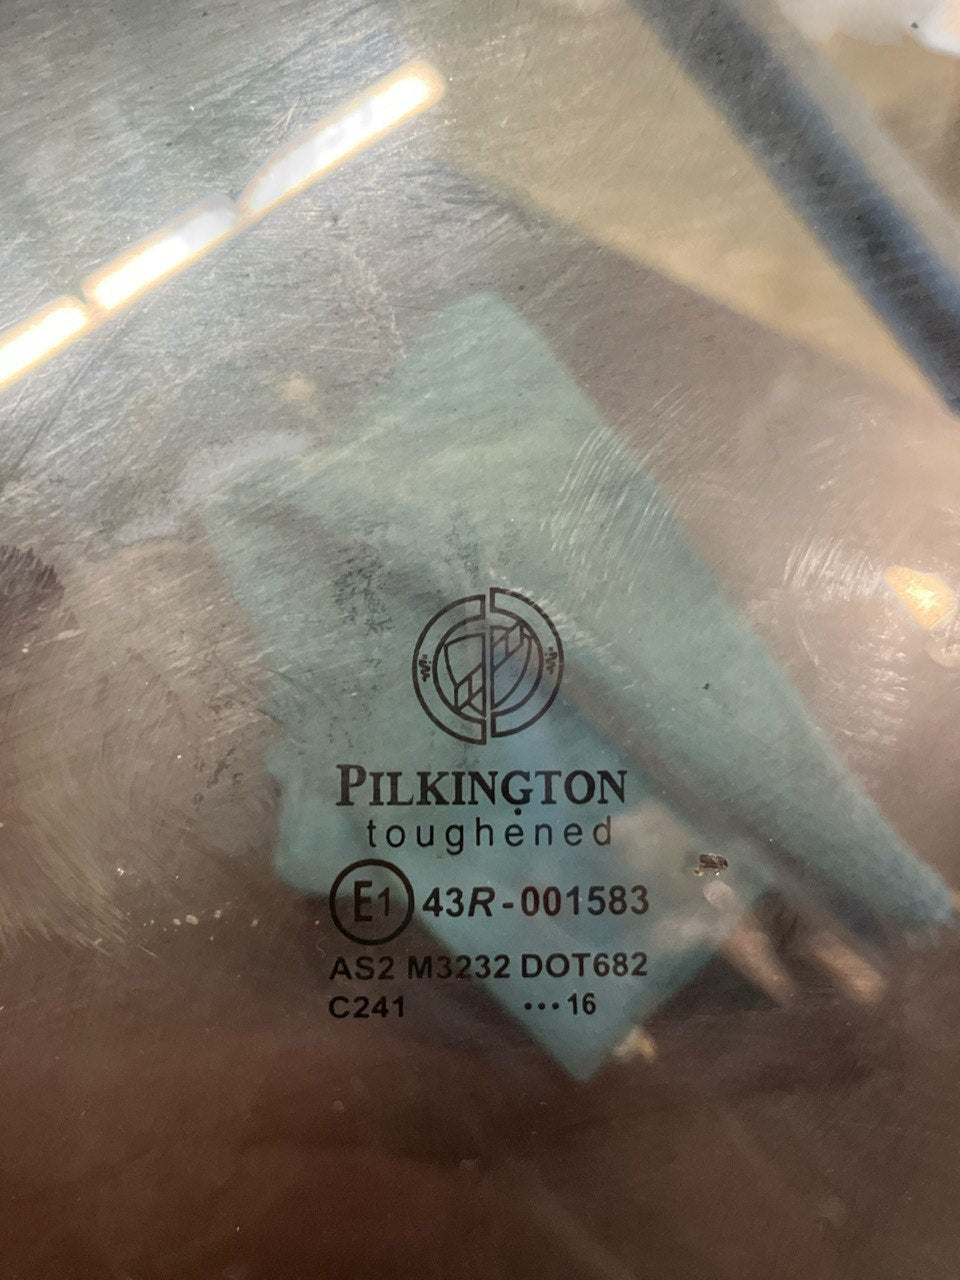 PILKINGTON
toughened
E1 43R-001583
AS2 M3232 DOT682
C241 ···16